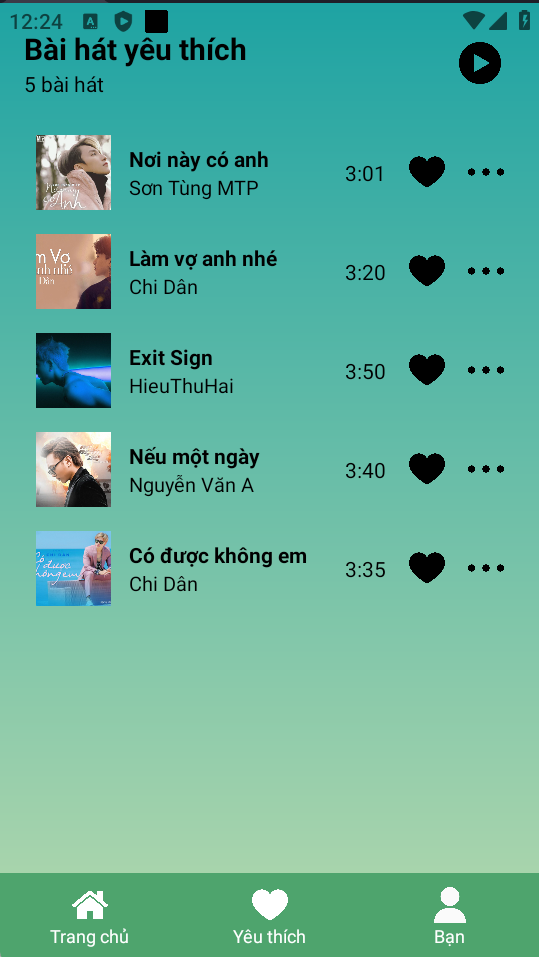 12:24
Bài hát yêu thích
5 bài hát
Nơi này có anh
Sơn Tùng MTP
3:01
Làm vợ anh nhé
Chi Dân
3:20
Exit Sign
HieuThuHai
3:50
Nếu một ngày
Nguyễn Văn A
3:40
Có được không em
Chi Dân
3:35
Trang chủ
Yêu thích
Bạn